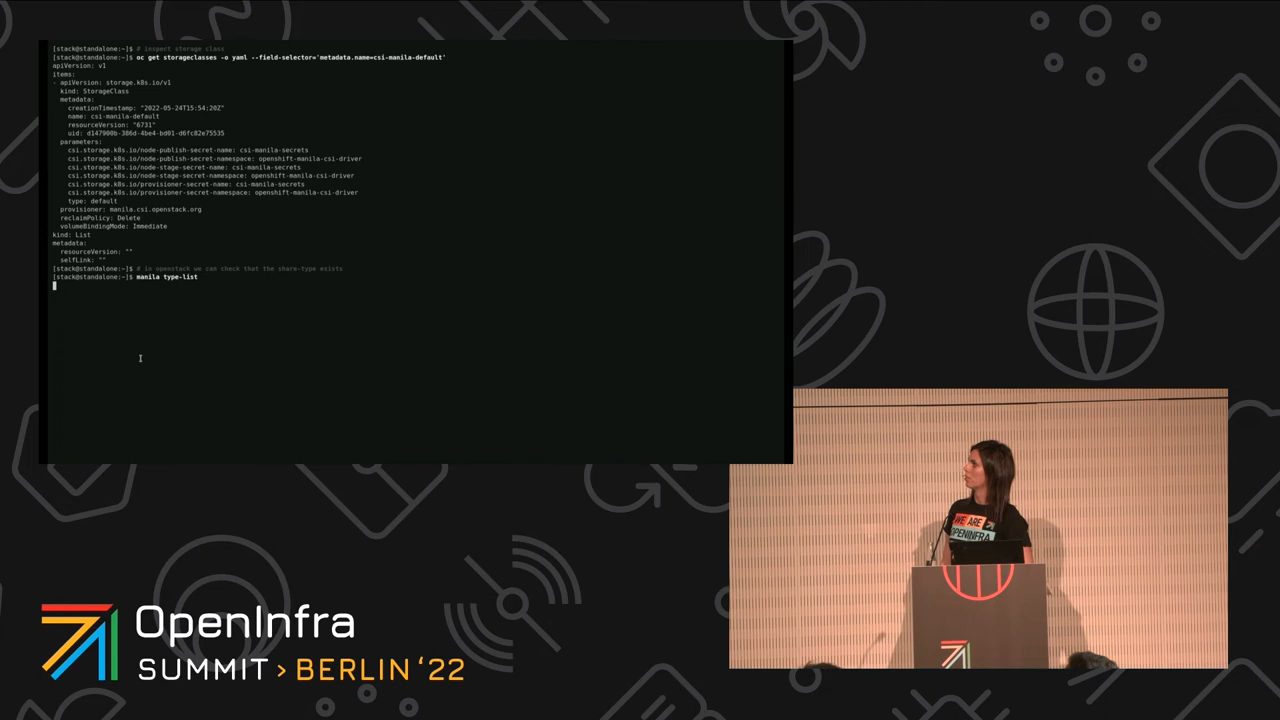 [stack@standalone:~]$ # inspect storage class
[stack@standalone:~]$ oc get storageclasses -o yaml --field-selector='metadata.name=csi-manila-default'
apiVersion: v1
items:
- apiVersion: storage.k8s.io/v1
kind: StorageClass
metadata:
creationTimestamp: "2022-05-24T15:54:20Z"
name: csi-manila-default
resourceVersion: "6731"
uid: d147900b-386d-4be4-bd01-d6fc82e75535
parameters:
csi.storage.k8s.io/node-publish-secret-name: csi-manila-secrets
csi.storage.k8s.io/node-publish-secret-namespace: openshift-manila-csi-driver
csi.storage.k8s.io/node-stage-secret-name: csi-manila-secrets
csi.storage.k8s.io/node-stage-secret-namespace: openshift-manila-csi-driver
csi.storage.k8s.io/provisioner-secret-name: csi-manila-secrets
csi.storage.k8s.io/provisioner-secret-namespace: openshift-manila-csi-driver
type: default
provisioner: manila.csi.openstack.org
reclaimPolicy: Delete
volumeBindingMode: Immediate
kind: List
metadata:
resourceVersion: ""
selfLink: ""
[stack@standalone:~]$ # in openstack we can check that the share-type exists
[stack@standalone:~]$ manila type-list
WE ARE
OPENINFRA
OpenInfra
SUMMIT > BERLIN '22